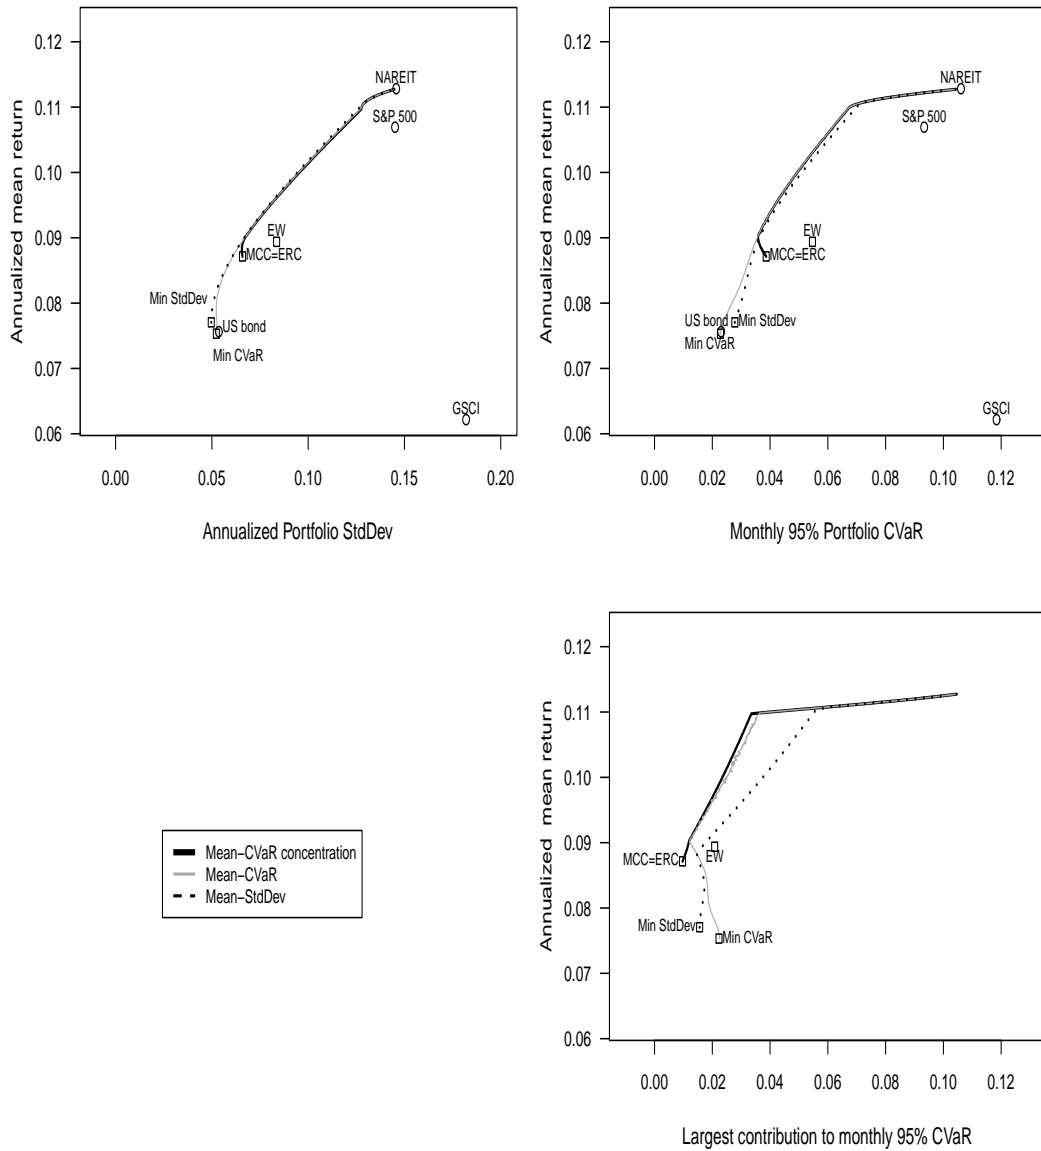 0.12
0.11
0.10
0.09
0.08
0.07
0.06
Annualized mean return
NAREIT
S&P 500
EW
MCC=ERC
Min StdDev
US bond
Min CVaR
GSCI
0.00 0.05 0.10 0.15 0.20
Annualized Portfolio StdDev
0.12
0.11
0.10
0.09
0.08
0.07
0.06
Annualized mean return
NAREIT
S&P 500
EW
MCC=ERC
US bond
Min StdDev
Min CVaR
GSCI
0.00 0.02 0.04 0.06 0.08 0.10 0.12
Monthly 95% Portfolio CVaR
Mean−CVaR concentration
Mean−CVaR
Mean−StdDev
0.12
0.11
0.10
0.09
0.08
0.07
0.06
Annualized mean return
MCC=ERC
EW
Min StdDev
Min CVaR
0.00 0.02 0.04 0.06 0.08 0.10 0.12
Largest contribution to monthly 95% CVaR